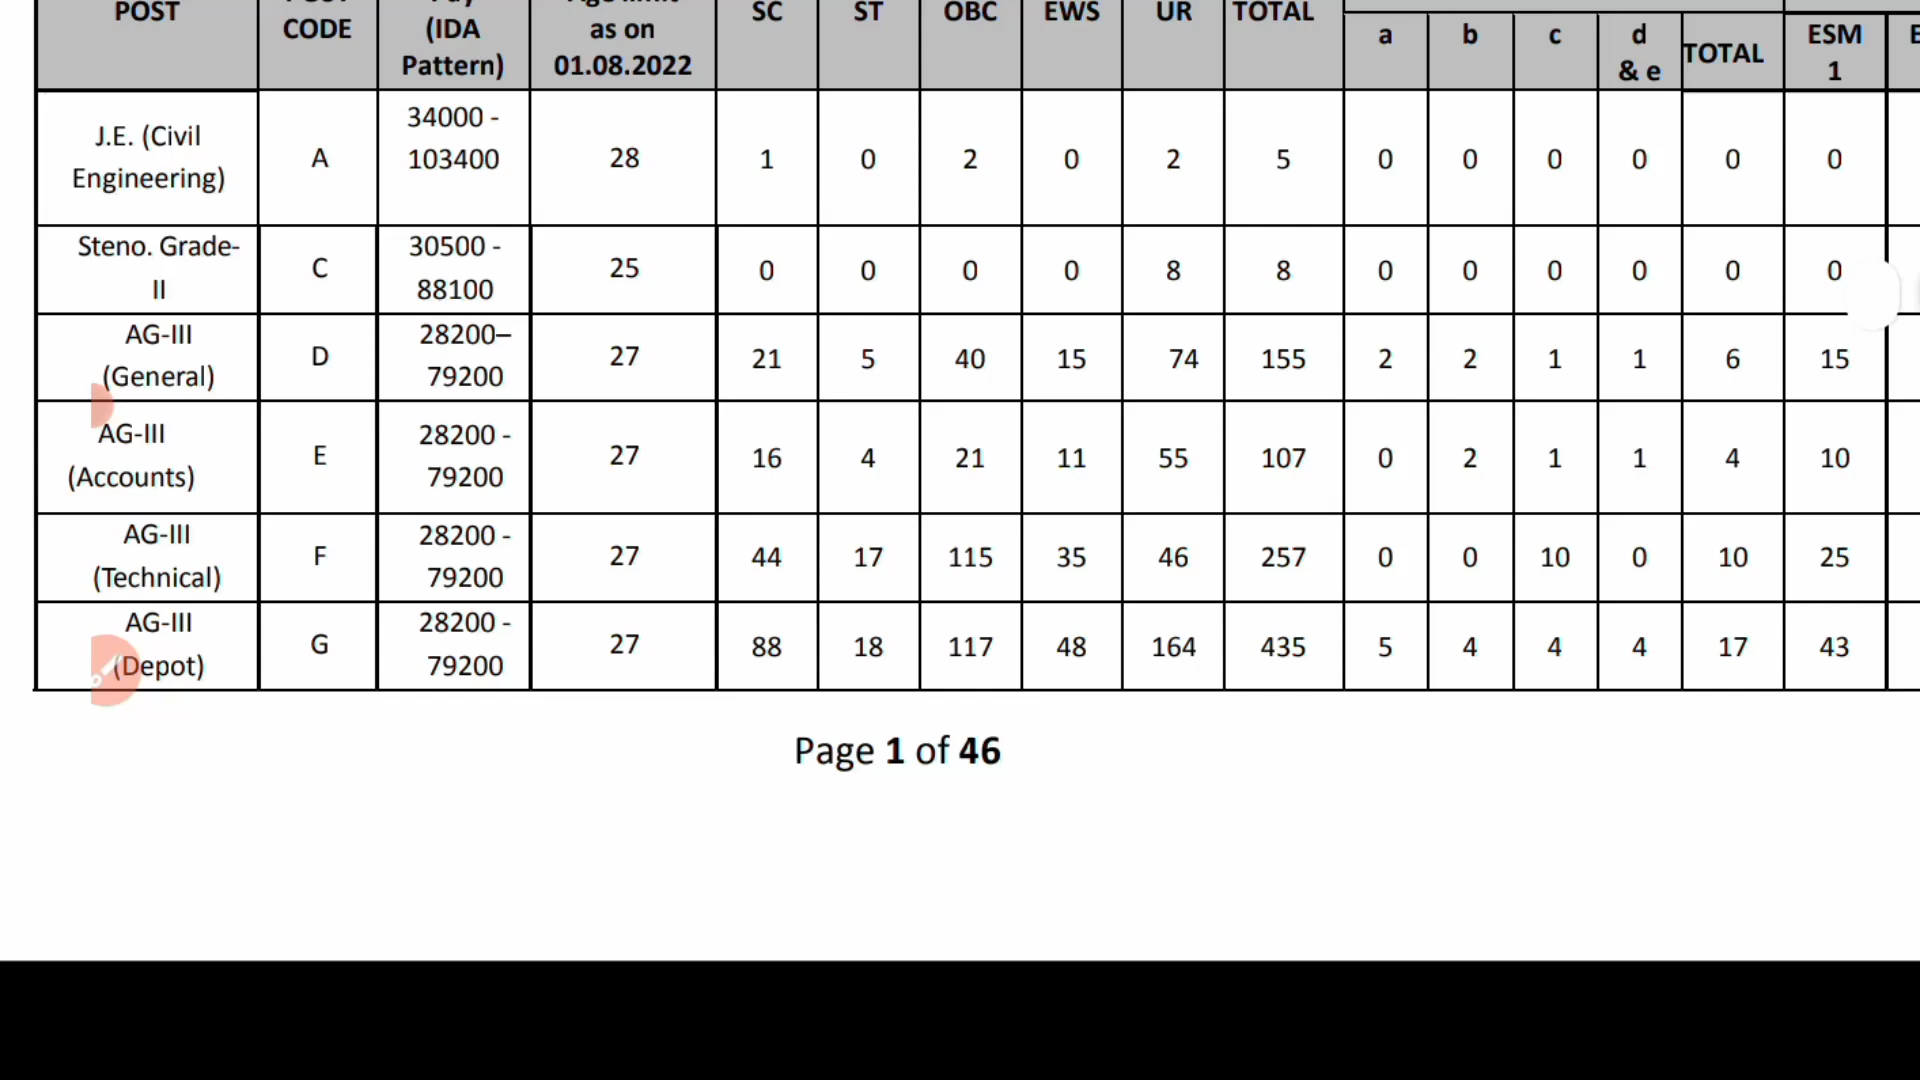 POST CODE (IDA Pattern) as on 01.08.2022 SC ST OBC EWS UR TOTAL a b c d & e TOTAL ESM 1
J.E. (Civil Engineering) A 34000 - 103400 28 1 0 2 0 2 5 0 0 0 0 0 0
Steno. Grade-II C 30500 - 88100 25 0 0 0 0 8 8 0 0 0 0 0 0
AG-III (General) D 28200– 79200 27 21 5 40 15 74 155 2 2 1 1 6 15
AG-III (Accounts) E 28200 - 79200 27 16 4 21 11 55 107 0 2 1 1 4 10
AG-III (Technical) F 28200 - 79200 27 44 17 115 35 46 257 0 0 10 0 10 25
AG-III (Depot) G 28200 - 79200 27 88 18 117 48 164 435 5 4 4 4 17 43
Page 1 of 46